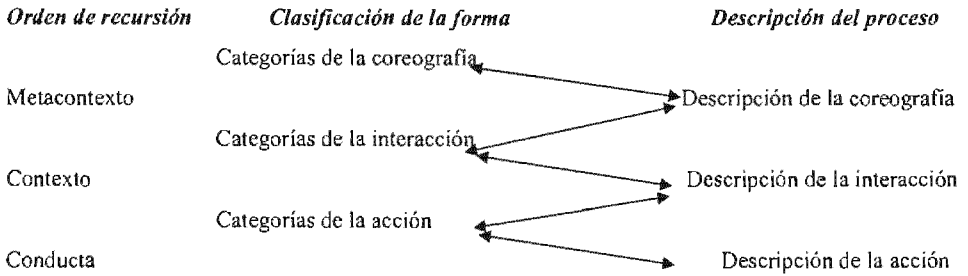 Orden de recursión Clasificación de la forma Descripción del proceso
Categorías de la coreografía
Metacontexto Descripción de la coreografía
Categorías de la interacción
Contexto Descripción de la interacción
Categorías de la acción
Conducta Descripción de la acción